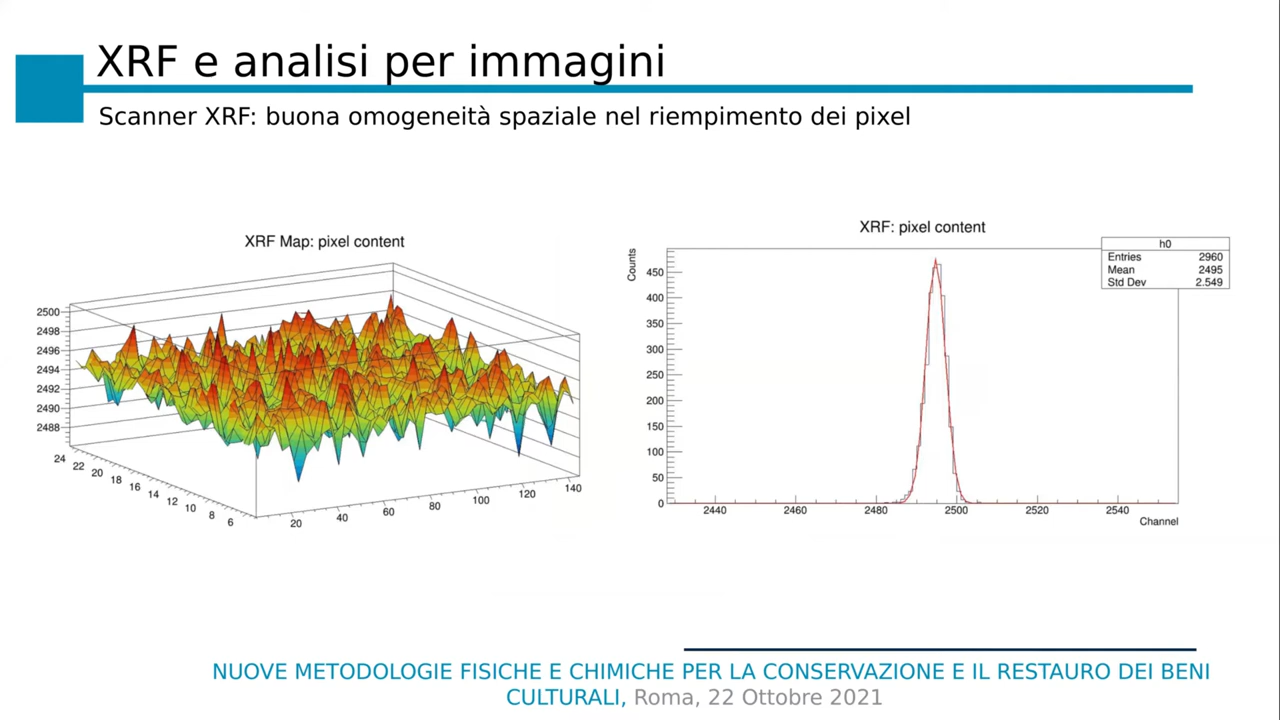 XRF e analisi per immagini
Scanner XRF: buona omogeneità spaziale nel riempimento dei pixel
XRF Map: pixel content
2500
2498
2496
2494
2492
2490
2488
24
22
20
18
16
14
12
10
8
6
20
40
60
80
100
120
140
XRF: pixel content
h0
Entries 2960
Mean 2495
Std Dev 2.549
Counts
450
400
350
300
250
200
150
100
50
0
2440 2460 2480 2500 2520 2540
Channel
NUOVE METODOLOGIE FISICHE E CHIMICHE PER LA CONSERVAZIONE E IL RESTAURO DEI BENI
CULTURALI, Roma, 22 Ottobre 2021